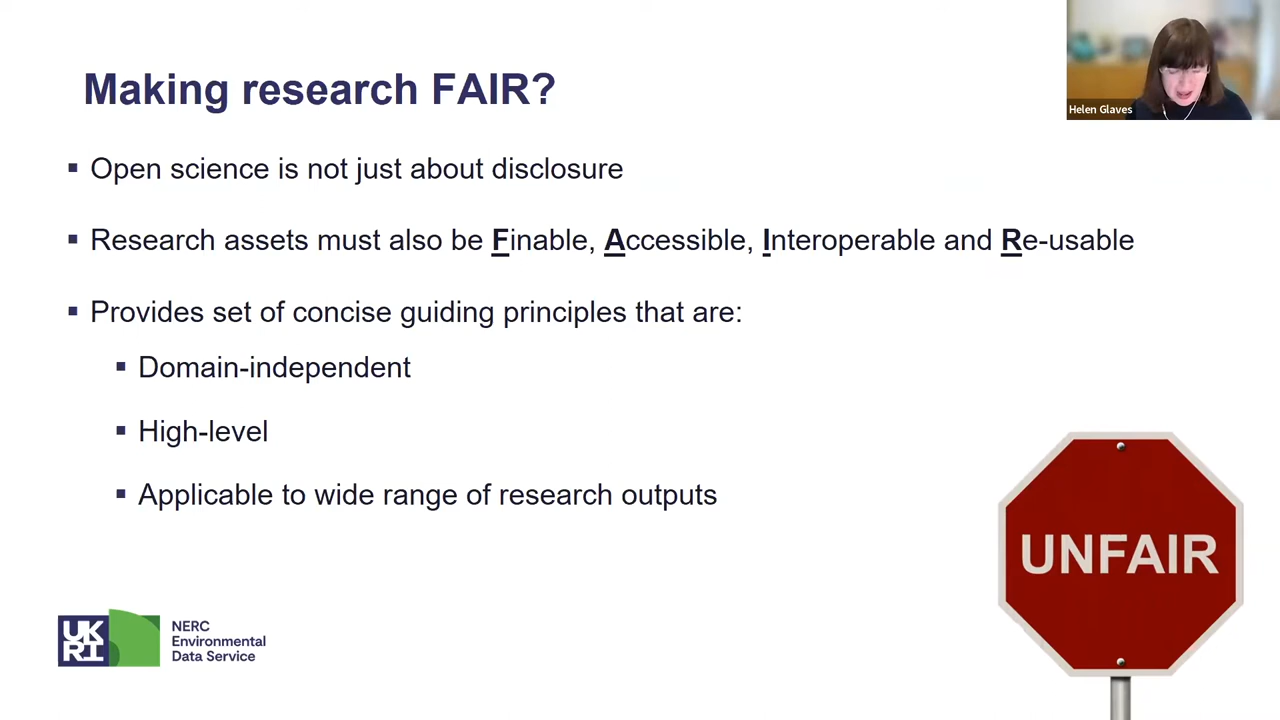 Making research FAIR?
Helen Glaves
▪ Open science is not just about disclosure
▪ Research assets must also be Finable, Accessible, Interoperable and Re-usable
▪ Provides set of concise guiding principles that are:
▪ Domain-independent
▪ High-level
▪ Applicable to wide range of research outputs
UNFAIR
UK
RI
NERC
Environmental
Data Service